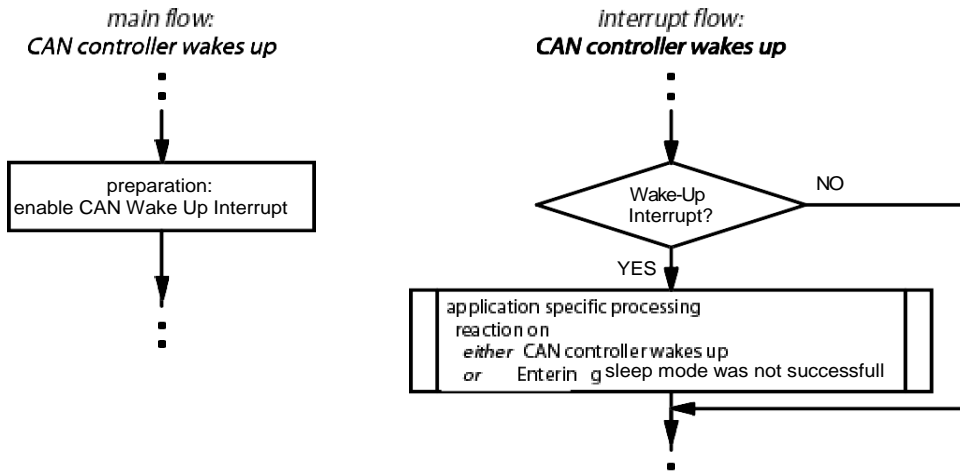 main flow:
CAN controller wakes up
preparation:
enable CAN Wake Up Interrupt
interrupt flow:
CAN controller wakes up
Wake-Up
Interrupt?
NO
YES
application specific processing
reaction on
either CAN controller wakes up
or Enterin g sleep mode was not successfull